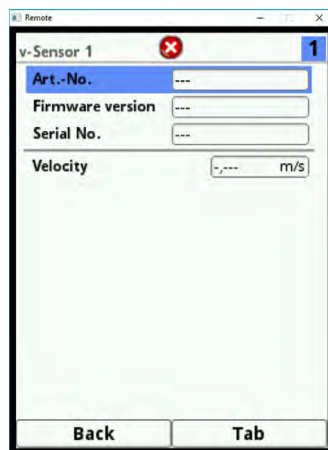 Remote
v-Sensor 1 1
Art.-No. ---
Firmware version ---
Serial No. ---
Velocity -,--- m/s
Back Tab